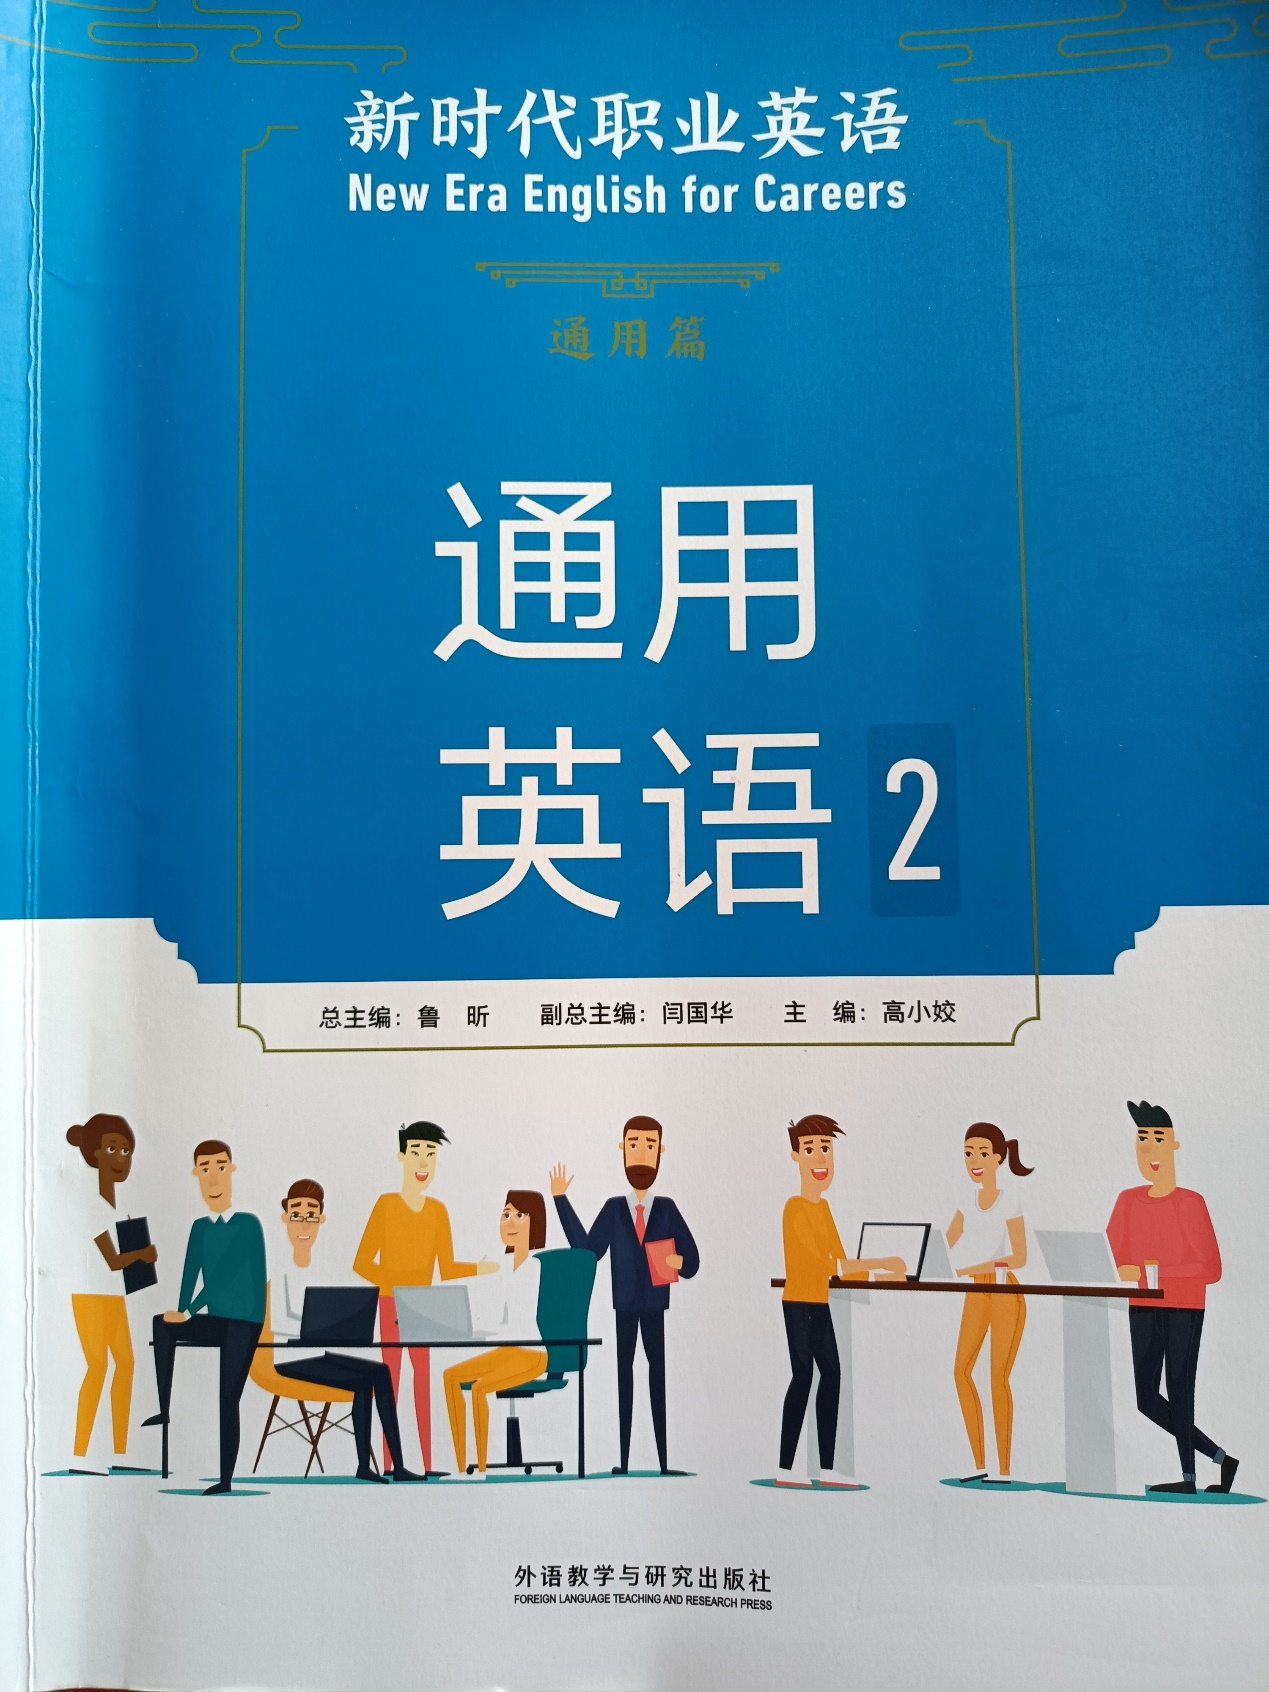 新时代职业英语
New Era English for Careers
通用篇
通用
英语 2
总主编：鲁 昕 副总主编：闫国华 主 编：高小姣
外语教学与研究出版社
FOREIGN LANGUAGE TEACHING AND RESEARCH PRESS